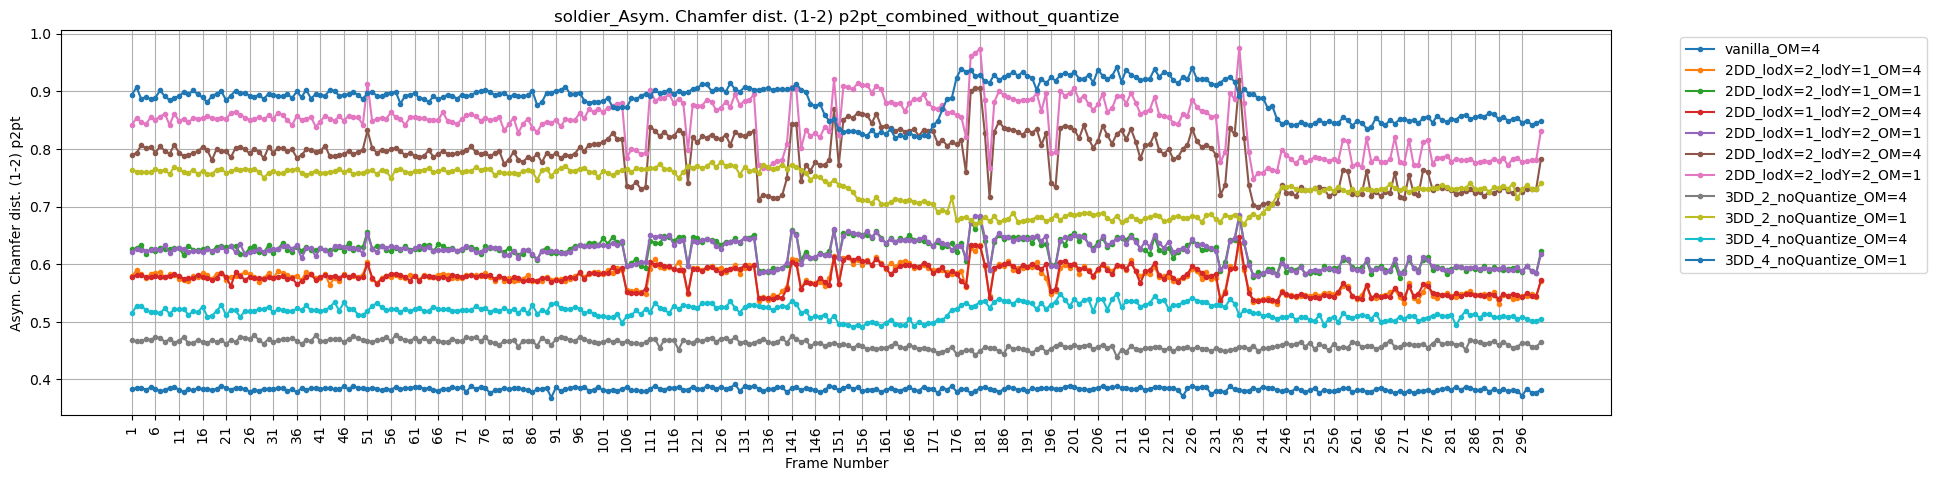 soldier_Asym. Chamfer dist. (1-2) p2pt_combined_without_quantize
Asym. Chamfer dist. (1-2) p2pt
1.0
0.9
0.8
0.7
0.6
0.5
0.4
1 6 11 16 21 26 31 36 41 46 51 56 61 66 71 76 81 86 91 96 101 106 111 116 121 126 131 136 141 146 151 156 161 166 171 176 181 186 191 196 201 206 211 216 221 226 231 236 241 246 251 256 261 266 271 276 281 286 291 296
Frame Number
vanilla_OM=4
2DD_lodX=2_lodY=1_OM=4
2DD_lodX=2_lodY=1_OM=1
2DD_lodX=1_lodY=2_OM=4
2DD_lodX=1_lodY=2_OM=1
2DD_lodX=2_lodY=2_OM=4
2DD_lodX=2_lodY=2_OM=1
3DD_2_noQuantize_OM=4
3DD_2_noQuantize_OM=1
3DD_4_noQuantize_OM=4
3DD_4_noQuantize_OM=1